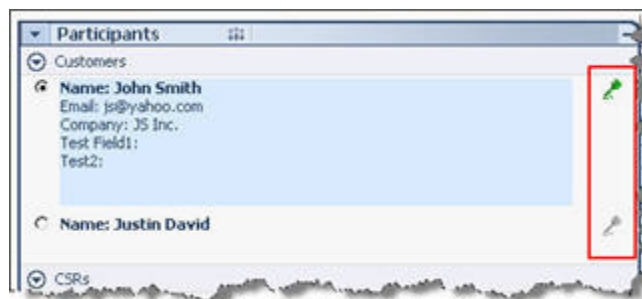 Participants
Customers
Name: John Smith
Email: js@yahoo.com
Company: JS Inc.
Test Field1:
Test2:
Name: Justin David
CSRs